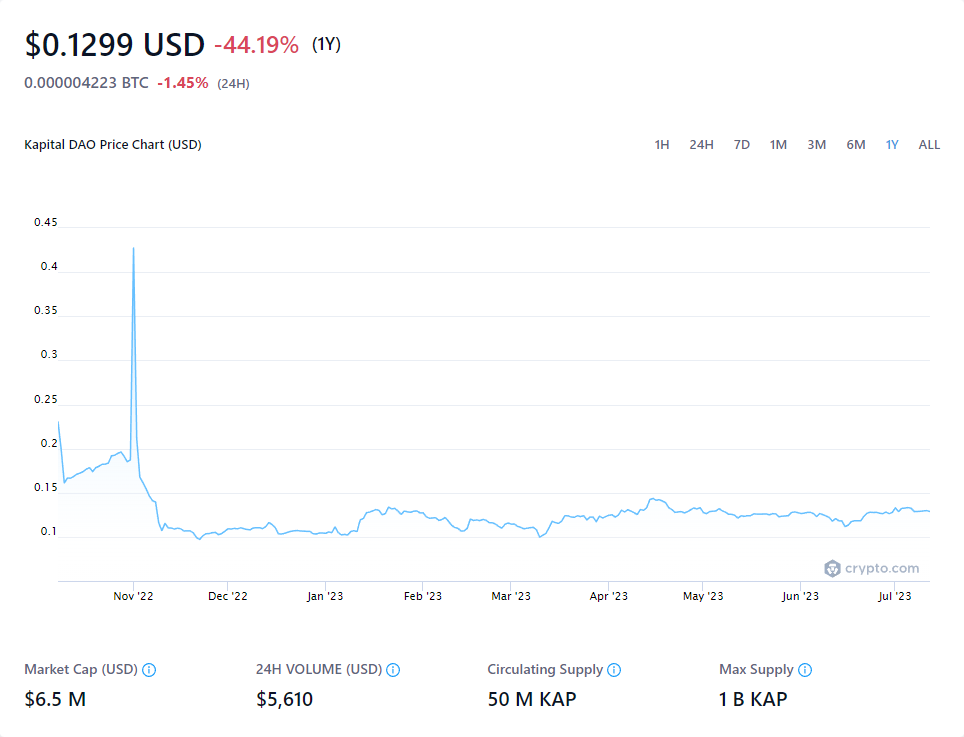 $0.1299 USD -44.19% (1Y)
0.000004223 BTC -1.45% (24H)
Kapital DAO Price Chart (USD) 1H 24H 7D 1M 3M 6M 1Y ALL
0.45
0.4
0.35
0.3
0.25
0.2
0.15
0.1
crypto.com
Nov '22 Dec '22 Jan '23 Feb '23 Mar '23 Apr '23 May '23 Jun '23 Jul '23
Market Cap (USD) 24H VOLUME (USD) Circulating Supply Max Supply
$6.5 M $5,610 50 M KAP 1 B KAP